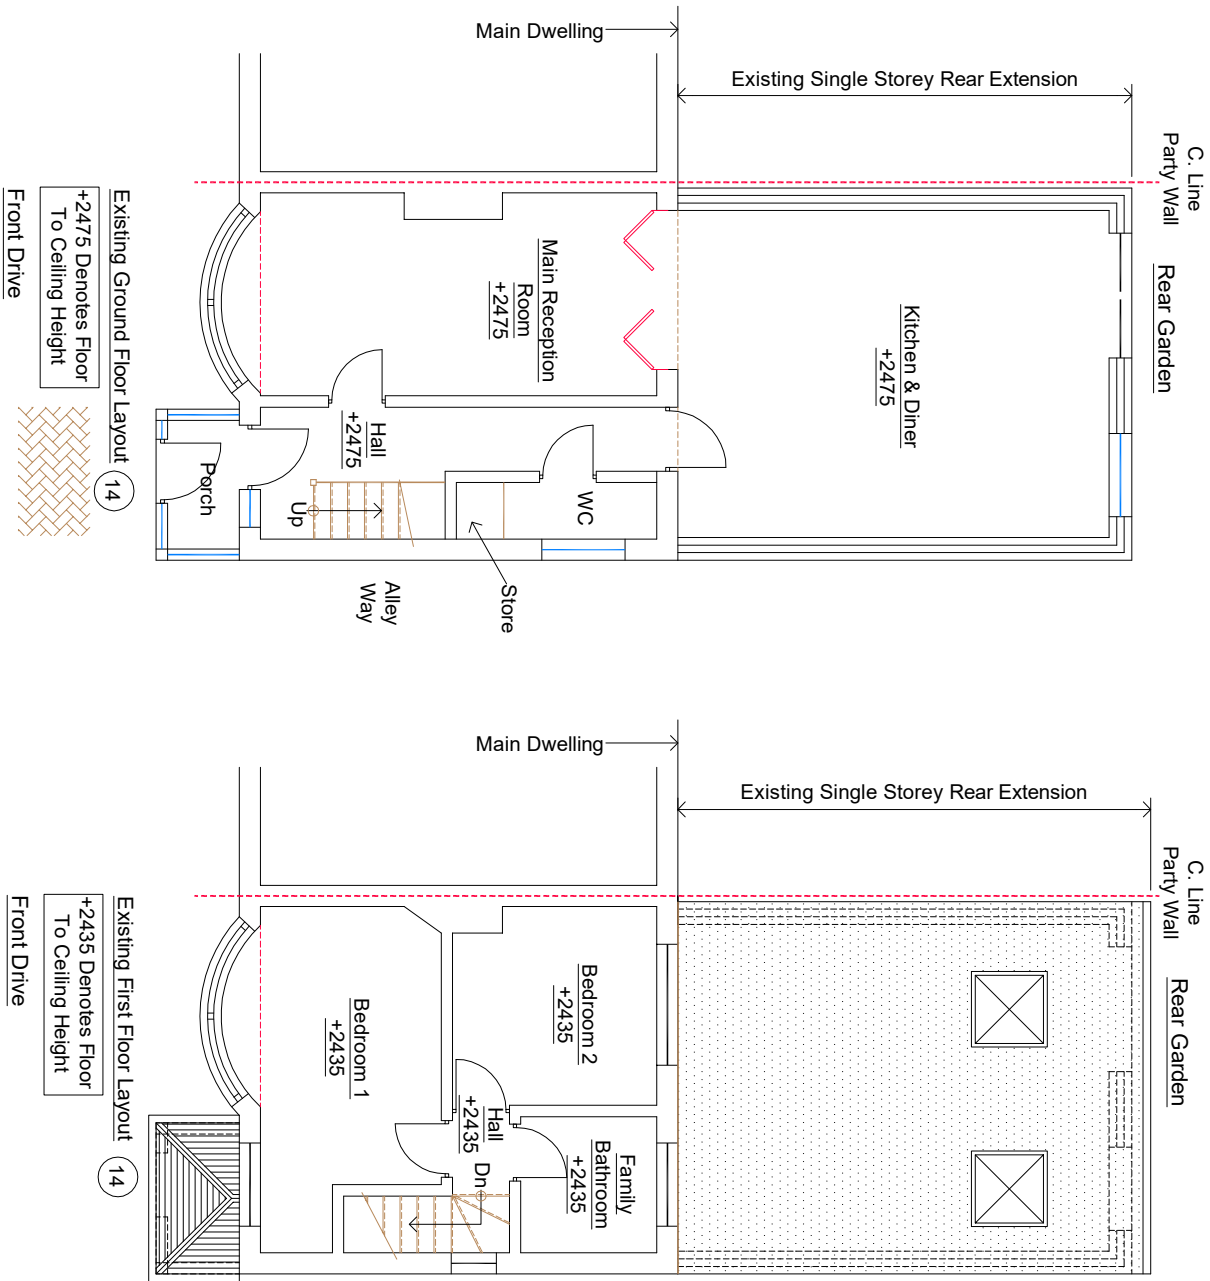 Main Dwelling
Existing Single Storey Rear Extension
C. Line
Party Wall
Rear Garden
Kitchen & Diner
+2475
Main Reception
Room
+2475
Hall
+2475
WC
Store
Up
Porch
Alley
Way
Existing Ground Floor Layout
14
+2475 Denotes Floor
To Ceiling Height
Front Drive
Main Dwelling
Existing Single Storey Rear Extension
C. Line
Party Wall
Rear Garden
Bedroom 2
+2435
Bedroom 1
+2435
Hall
+2435
Dn
Family
Bathroom
+2435
Existing First Floor Layout
14
+2435 Denotes Floor
To Ceiling Height
Front Drive